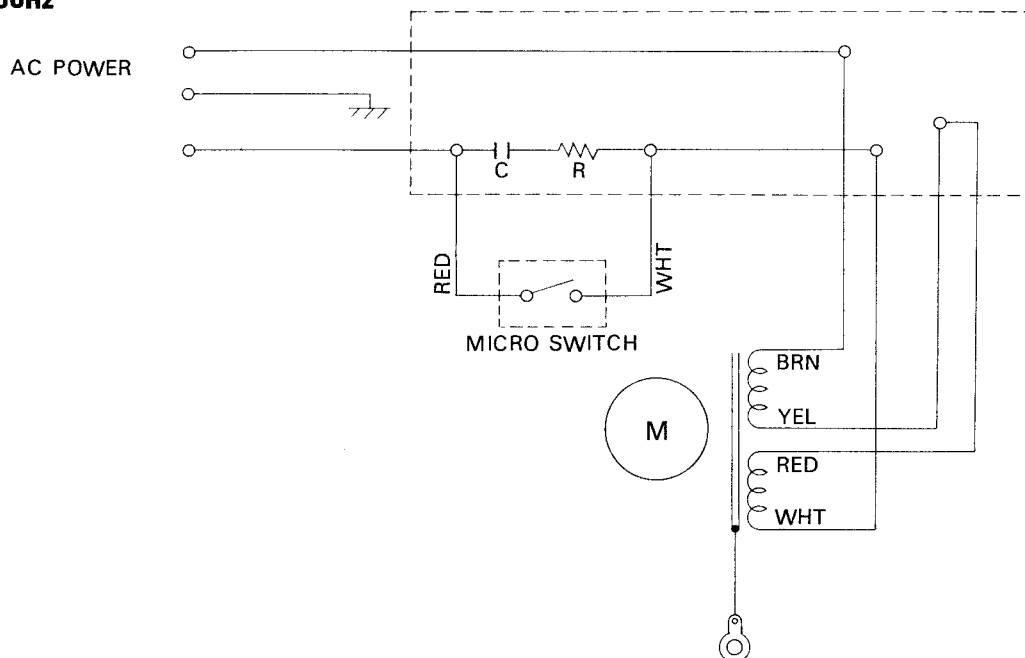 AC POWER
C
R
RED
WHT
MICRO SWITCH
BRN
YEL
M
RED
WHT